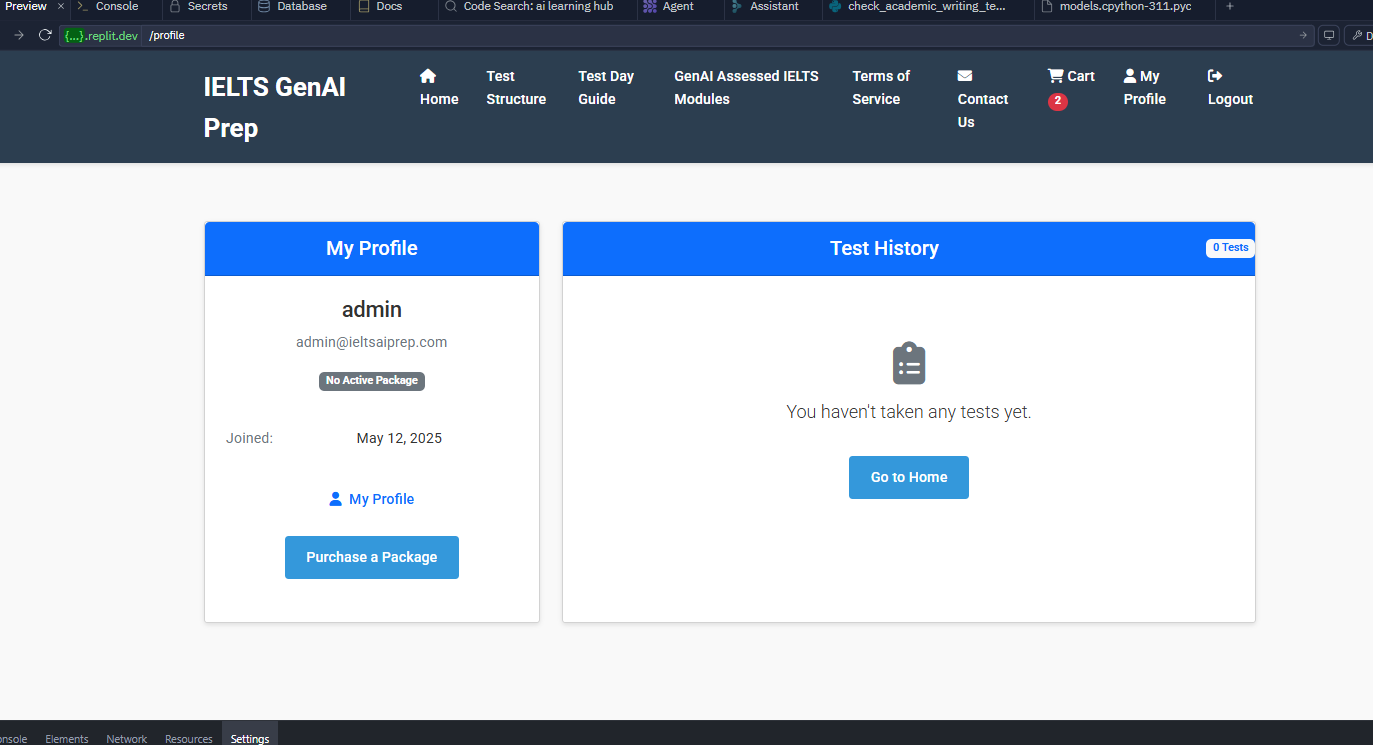 Preview × Console Secrets Database Docs Code Search: ai learning hub Agent Assistant check_academic_writing_te... models.cpython-311.pyc +
{...}.replit.dev /profile
IELTS GenAI
Prep
Home
Test
Structure
Test Day
Guide
GenAI Assessed IELTS
Modules
Terms of
Service
Contact
Us
Cart
2
My
Profile
Logout
My Profile
admin
admin@ieltsaiprep.com
No Active Package
Joined: May 12, 2025
My Profile
Purchase a Package
Test History
0 Tests
You haven't taken any tests yet.
Go to Home
onsole Elements Network Resources Settings